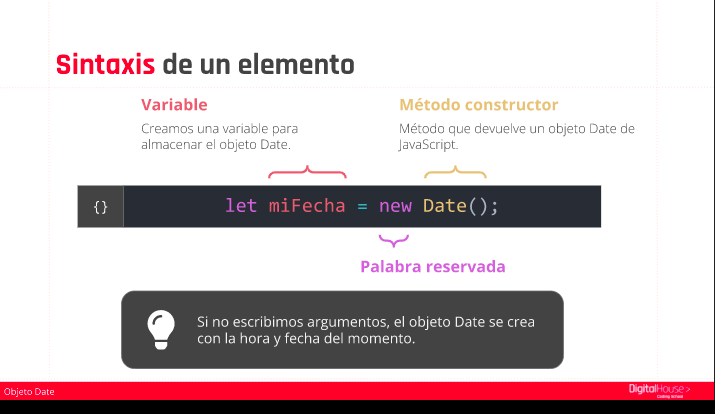 Sintaxis de un elemento
Variable
Creamos una variable para
almacenar el objeto Date.
Método constructor
Método que devuelve un objeto Date de
JavaScript.
{}
let miFecha = new Date();
Palabra reservada
Si no escribimos argumentos, el objeto Date se crea
con la hora y fecha del momento.
Objeto Date
DigitalHouse>
Coding School